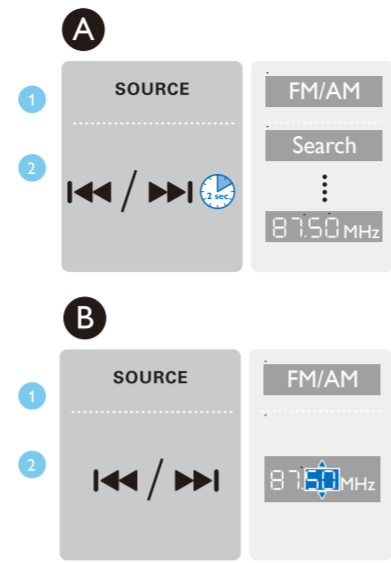 A
1
SOURCE
FM/AM
2
Search
2 sec.
87.50 MHz
B
1
SOURCE
FM/AM
2
87.50 MHz